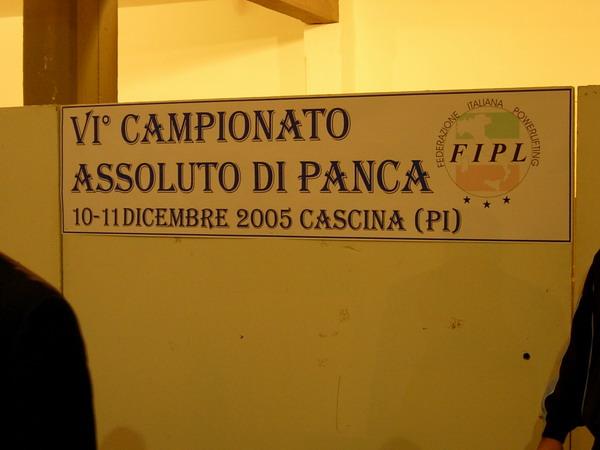 VI° CAMPIONATO
ASSOLUTO DI PANCA
10-11 DICEMBRE 2005 CASCINA (PI)
FEDERAZIONE ITALIANA POWERLIFTING
FIPL